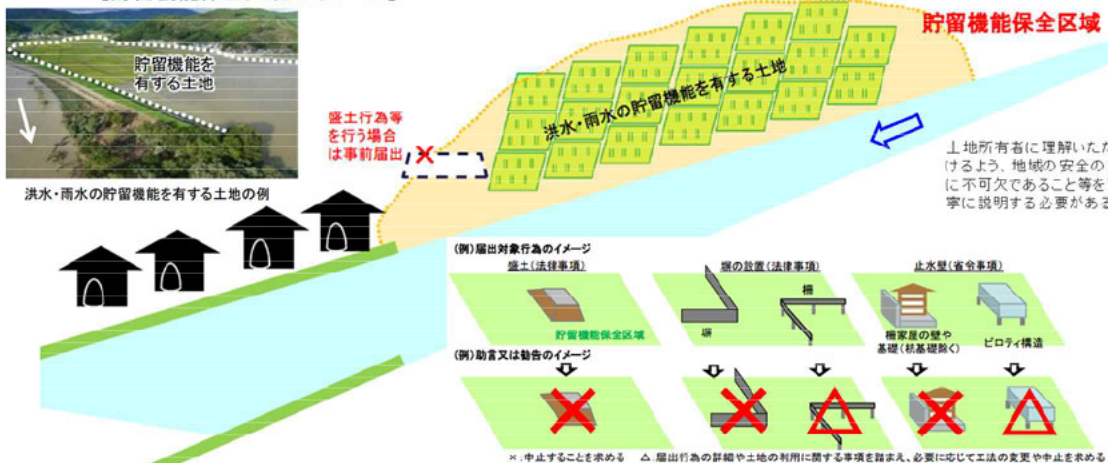 貯留機能保全区域
貯留機能を
有する土地
洪水・雨水の貯留機能を有する土地
盛土行為等
を行う場合
は事前届出
洪水・雨水の貯留機能を有する土地の例
土地所有者に理解いただ
けるよう、地域の安全の
に不可欠であること等を
寧に説明する必要がある
(例)届出対象行為のイメージ
盛土(法律事項)
塀の設置(法律事項)
止水壁(省令事項)
柵
塀
貯留機能保全区域
柵家屋の壁や
基礎(杭基礎除く)
ピロティ構造
(例)助言又は勧告のイメージ
×:中止することを求める △:届出行為の詳細や土地の利用に関する事項を踏まえ、必要に応じて工法の変更や中止を求める